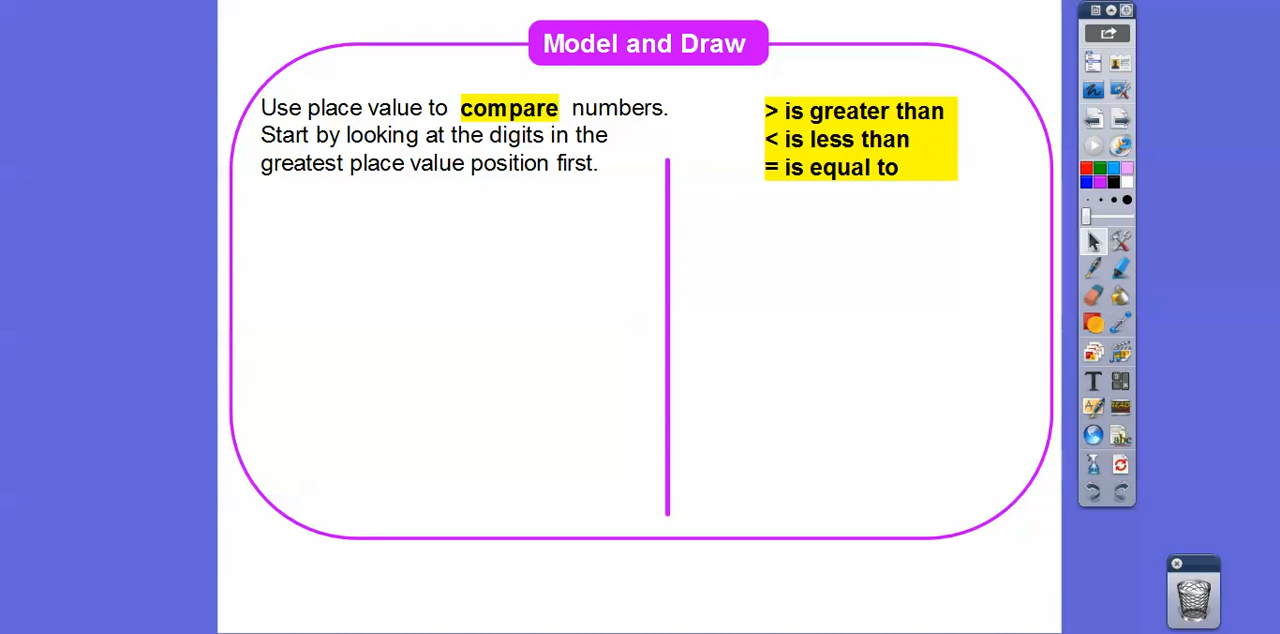 Model and Draw
Use place value to compare numbers.
Start by looking at the digits in the
greatest place value position first.
> is greater than
< is less than
= is equal to